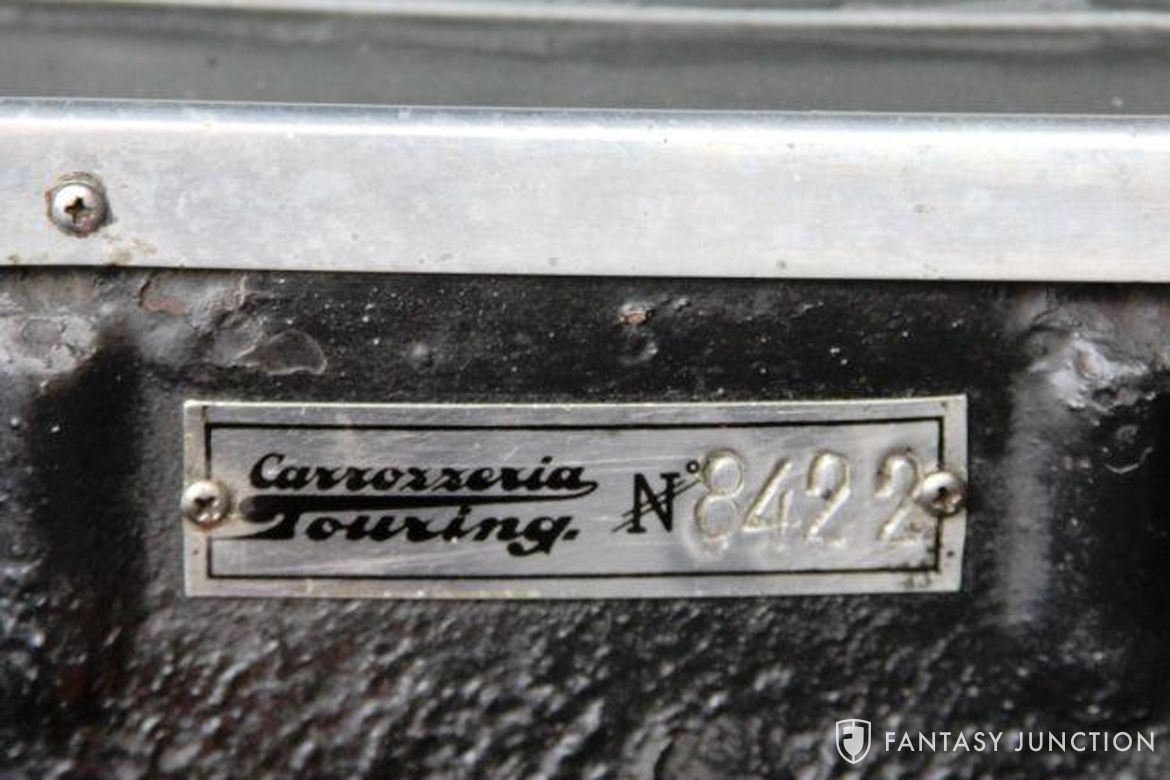 Carrozzeria
Touring. N° 8422
FANTASY JUNCTION